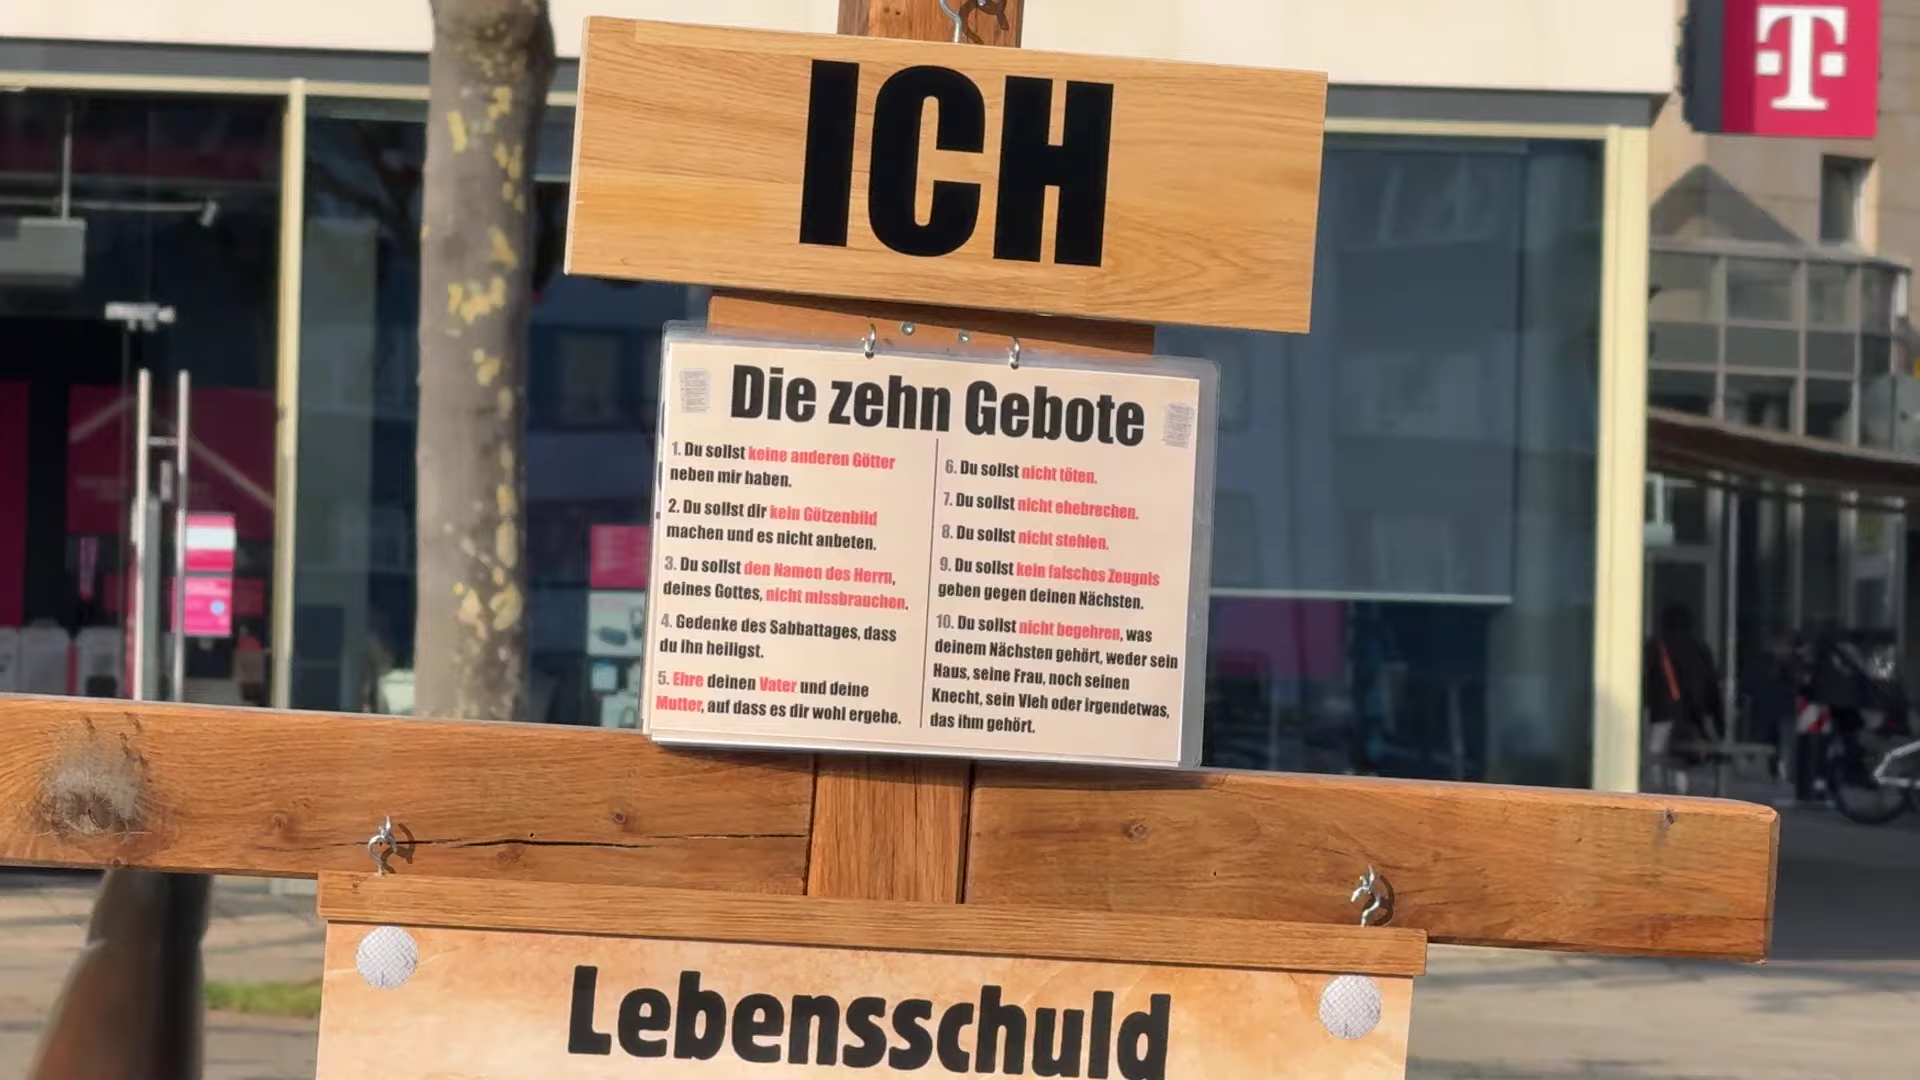 ICH
T
Die zehn Gebote
1. Du sollst keine anderen Götter
neben mir haben.
2. Du sollst dir kein Götzenbild
machen und es nicht anbeten.
3. Du sollst den Namen des Herrn,
deines Gottes, nicht missbrauchen.
4. Gedenke des Sabbattages, dass
du ihn heiligst.
5. Ehre deinen Vater und deine
Mutter, auf dass es dir wohl ergehe.
6. Du sollst nicht töten.
7. Du sollst nicht ehebrechen.
8. Du sollst nicht stehlen.
9. Du sollst kein falsches Zeugnis
geben gegen deinen Nächsten.
10. Du sollst nicht begehren, was
deinem Nächsten gehört, weder sein
Haus, seine Frau, noch seinen
Knecht, sein Vieh oder irgendetwas,
das ihm gehört.
Lebensschuld